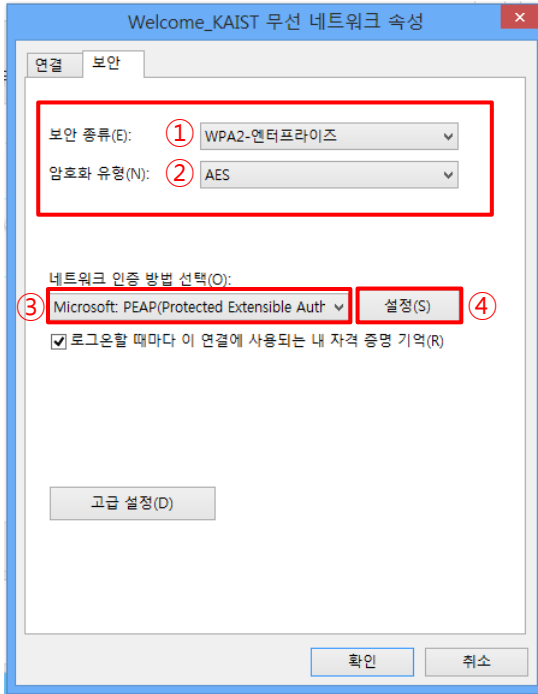 Welcome_KAIST 무선 네트워크 속성
연결 보안
보안 종류(E): ① WPA2-엔터프라이즈
암호화 유형(N): ② AES
네트워크 인증 방법 선택(O):
③ Microsoft: PEAP(Protected Extensible Auth 설정(S) ④
로그온할 때마다 이 연결에 사용되는 내 자격 증명 기억(R)
고급 설정(D)
확인 취소